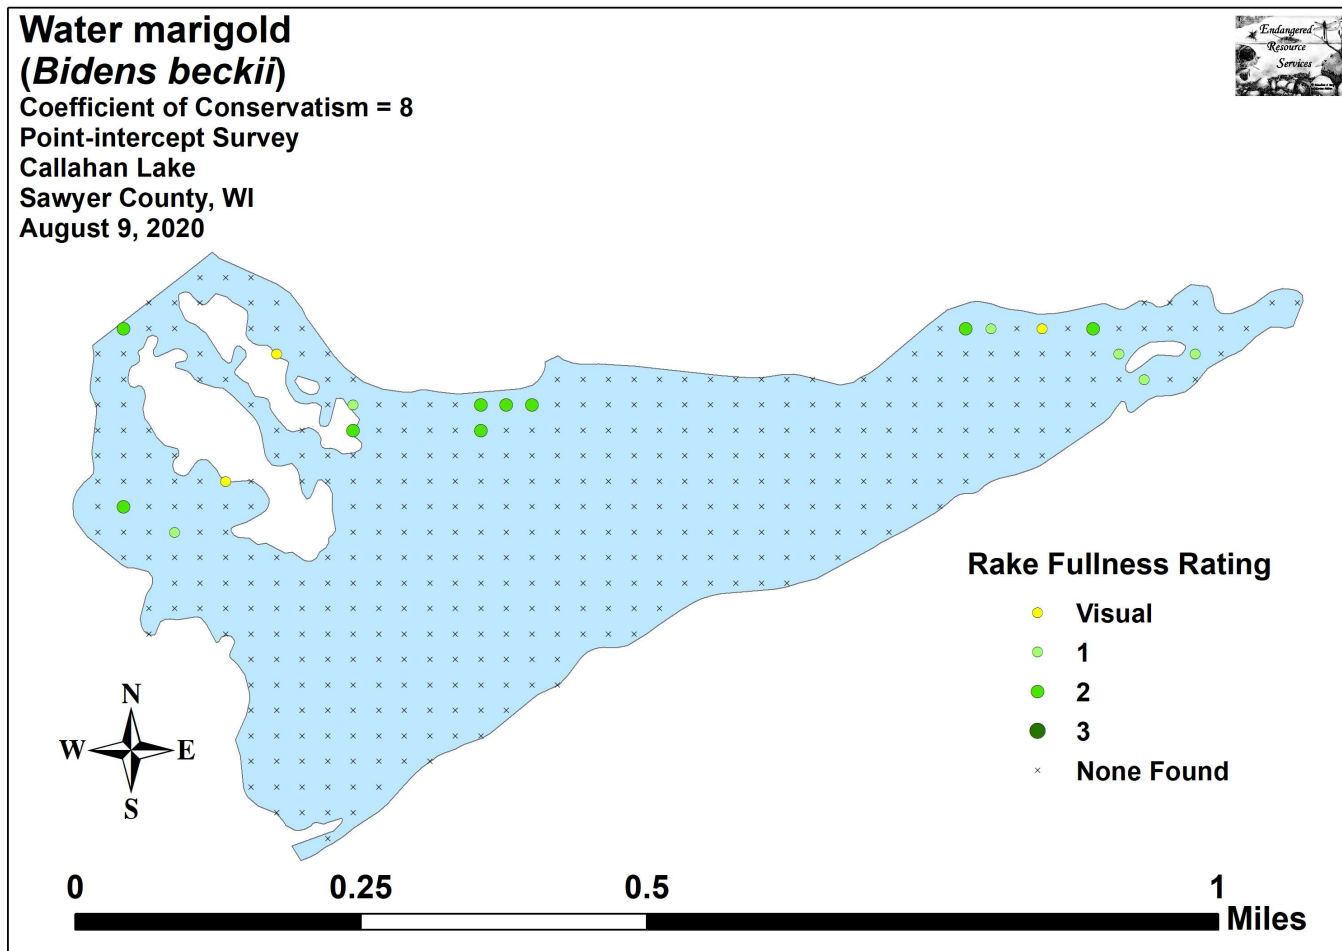 Water marigold
(Bidens beckii)
Coefficient of Conservatism = 8
Point-intercept Survey
Callahan Lake
Sawyer County, WI
August 9, 2020
Endangered
Resource
Services
Rake Fullness Rating
Visual
1
2
3
None Found
N
W E
S
0 0.25 0.5 1
Miles